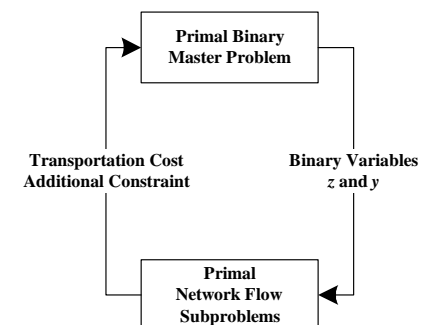 Primal Binary
Master Problem
Transportation Cost
Additional Constraint
Binary Variables
z and y
Primal
Network Flow
Subproblems